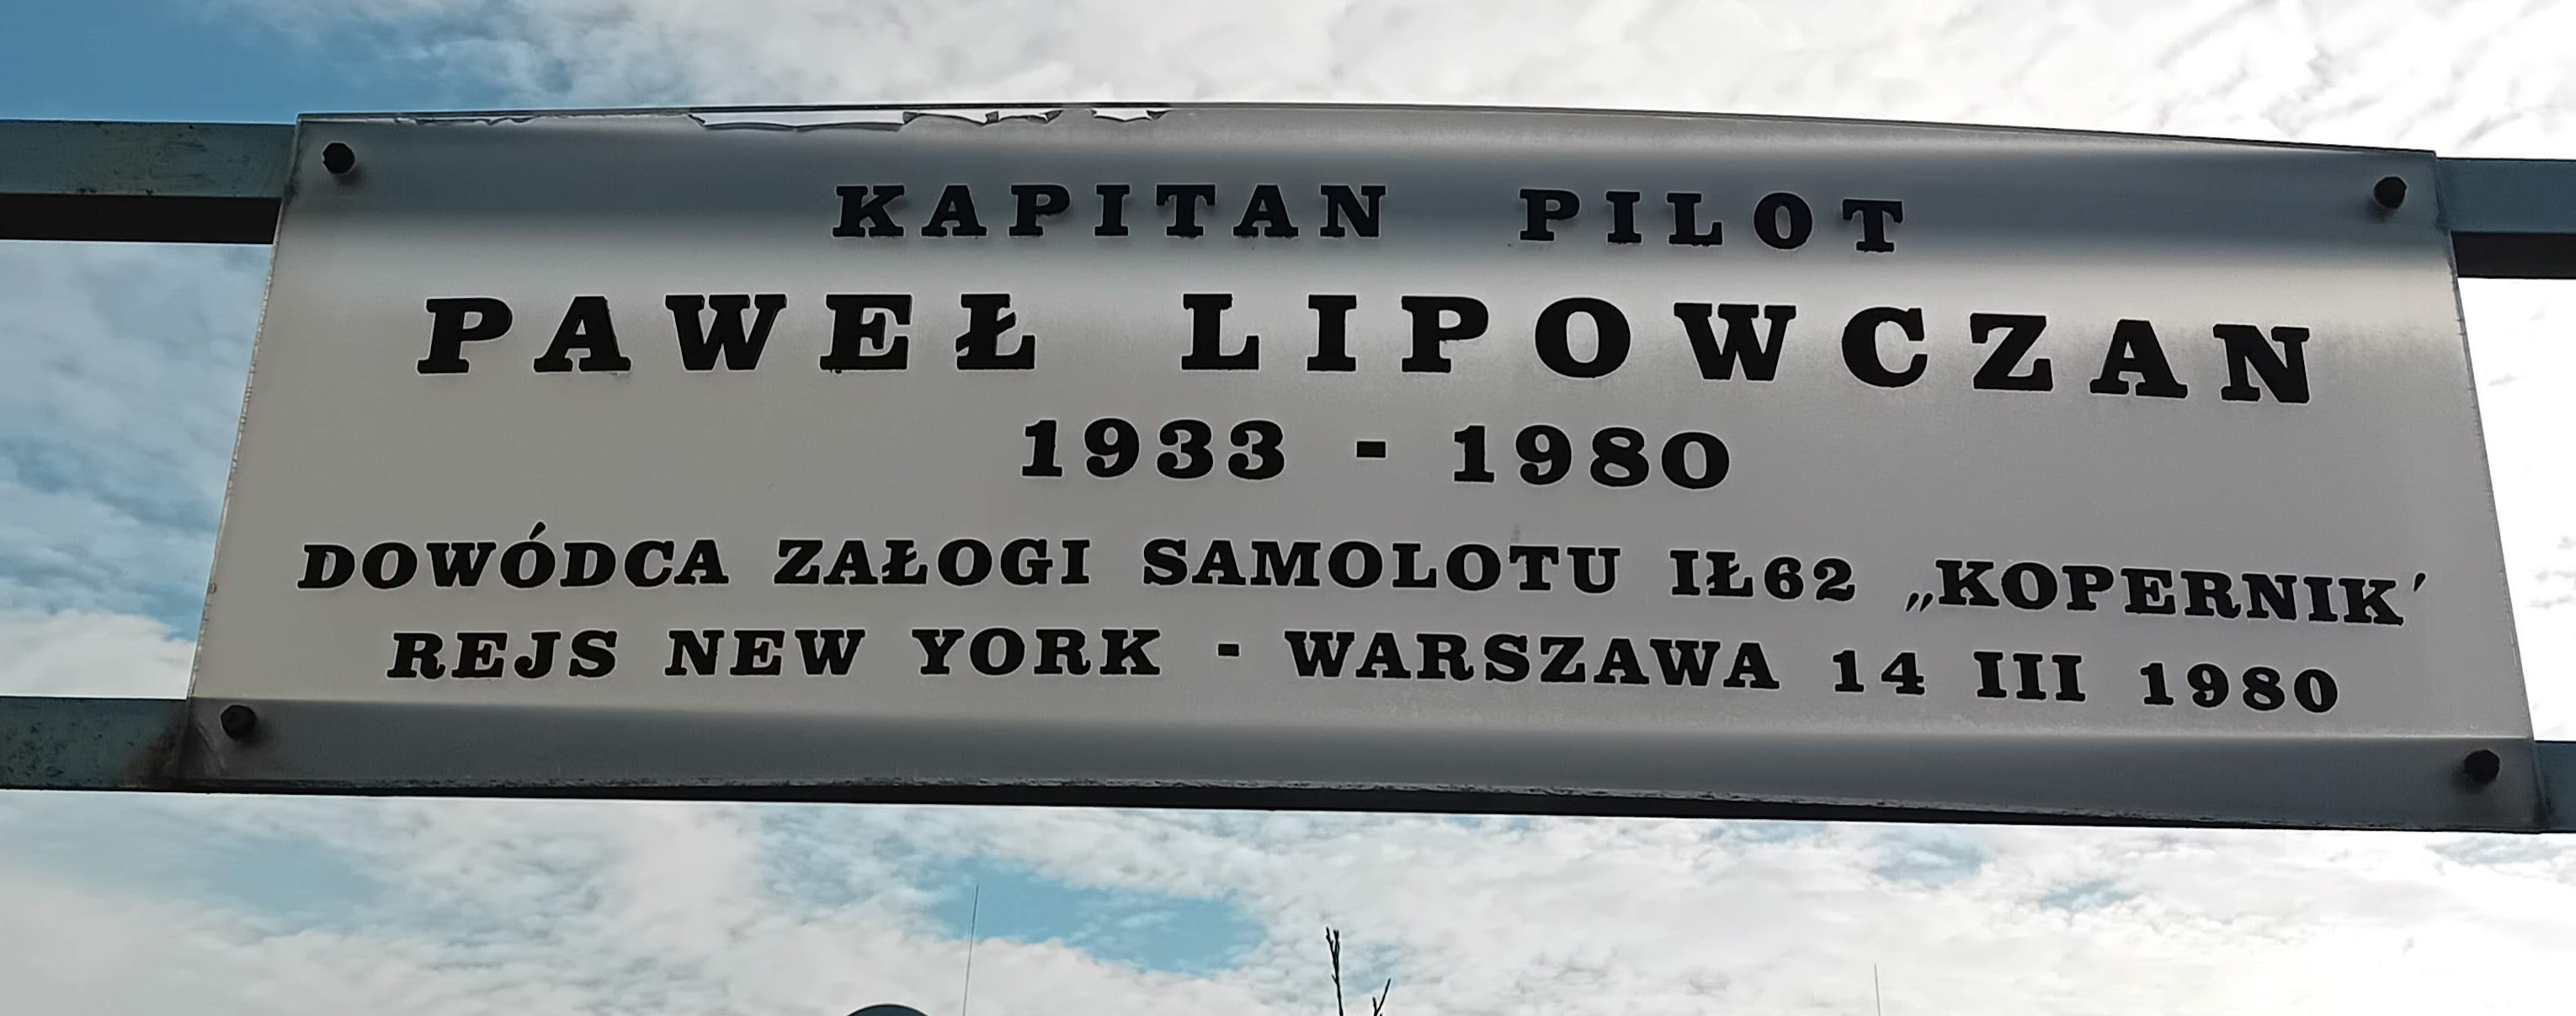 KAPITAN PILOT
PAWEŁ LIPOWCZAN
1933 - 1980
DOWÓDCA ZAŁOGI SAMOLOTU IŁ62 „KOPERNIK'
REJS NEW YORK - WARSZAWA 14 III 1980